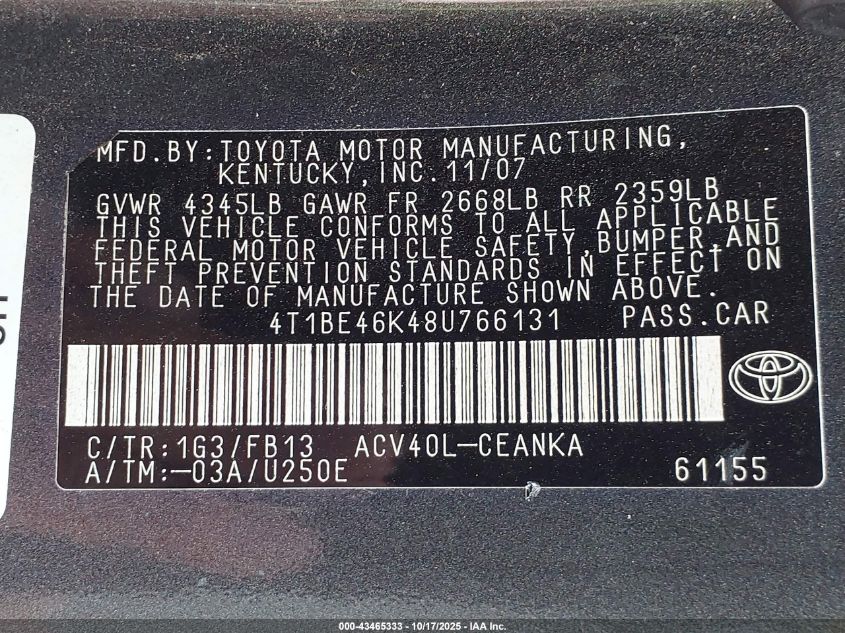 MFD.BY:TOYOTA MOTOR MANUFACTURING,
KENTUCKY,INC.11/07
GVWR 4345LB GAWR FR 2668LB RR 2359LB
THIS VEHICLE CONFORMS TO ALL APPLICABLE
FEDERAL MOTOR VEHICLE SAFETY,BUMPER,AND
THEFT PREVENTION STANDARDS IN EFFECT ON
THE DATE OF MANUFACTURE SHOWN ABOVE.
4T1BE46K48U766131 PASS.CAR
C/TR:1G3/FB13 ACV40L-CEANKA
A/TM:-03A/U250E 61155
000-43465333 - 10/17/2025 - IAA Inc.